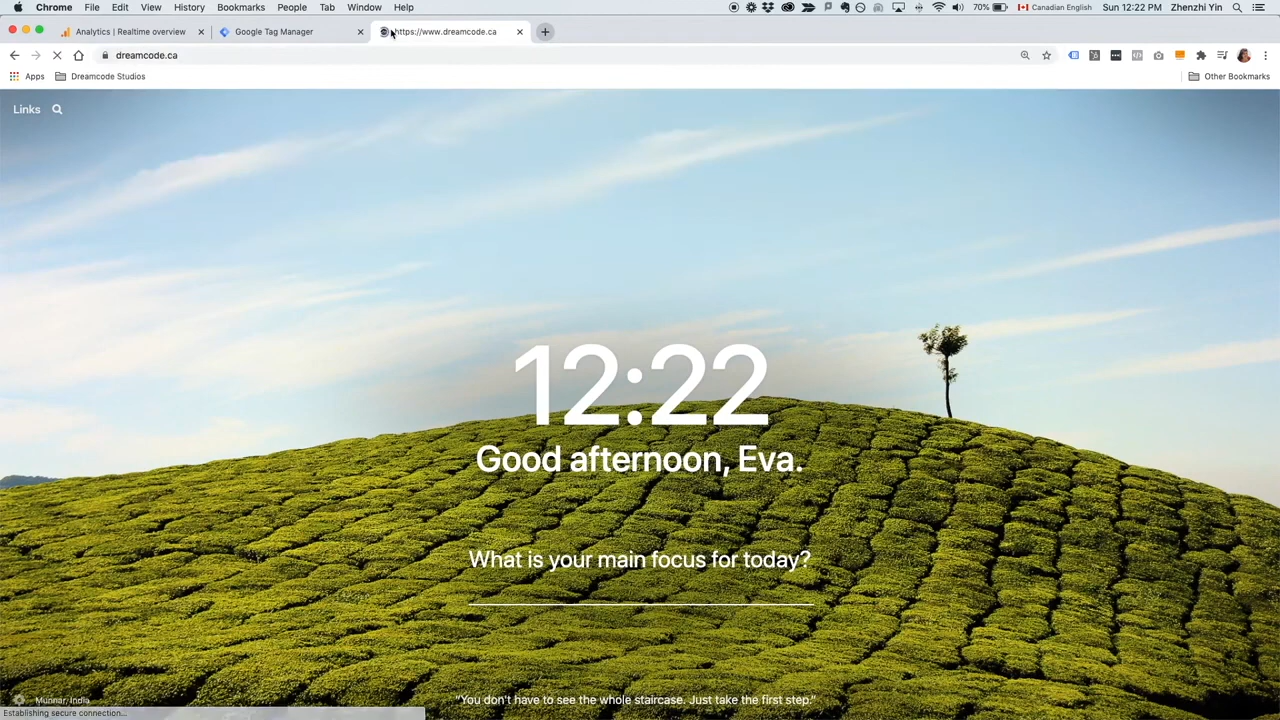 Chrome File Edit View History Bookmarks People Tab Window Help 70% Canadian English Sun 12:22 PM Zhenzhi Yin
Analytics | Realtime overview Google Tag Manager https://www.dreamcode.ca
dreamcode.ca
Apps Dreamcode Studios Other Bookmarks
Links
12:22
Good afternoon, Eva.
What is your main focus for today?
Munnar, India
“You don't have to see the whole staircase. Just take the first step.”
Establishing secure connection...